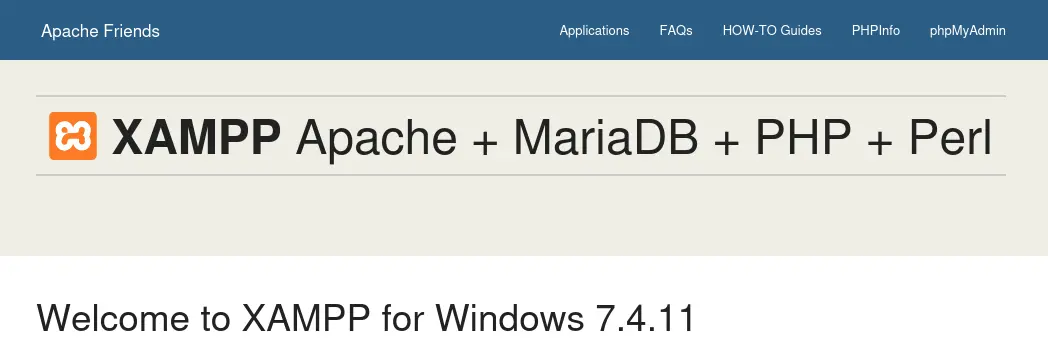 Apache Friends Applications FAQs HOW-TO Guides PHPInfo phpMyAdmin
XAMPP Apache + MariaDB + PHP + Perl
Welcome to XAMPP for Windows 7.4.11